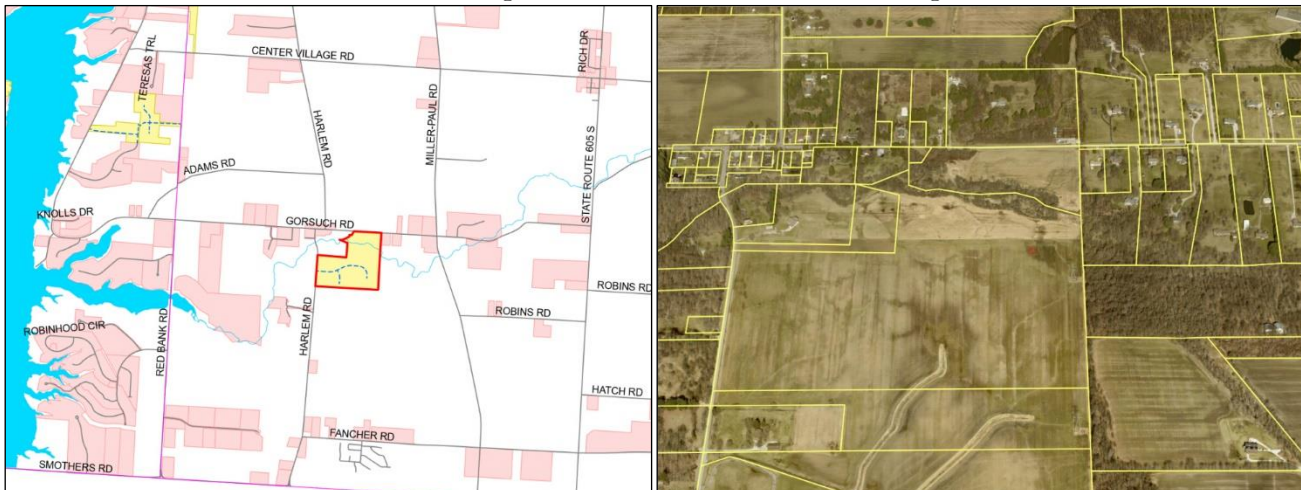 CENTER VILLAGE RD
TERESAS TRL
RICH DR
HARLEM RD
MILLER-PAUL RD
ADAMS RD
STATE ROUTE 605 S
KNOLLS DR
GORSUCH RD
ROBINS RD
ROBINS RD
ROBINHOOD CIR
RED BANK RD
HARLEM RD
HATCH RD
FANCHER RD
SMOTHERS RD